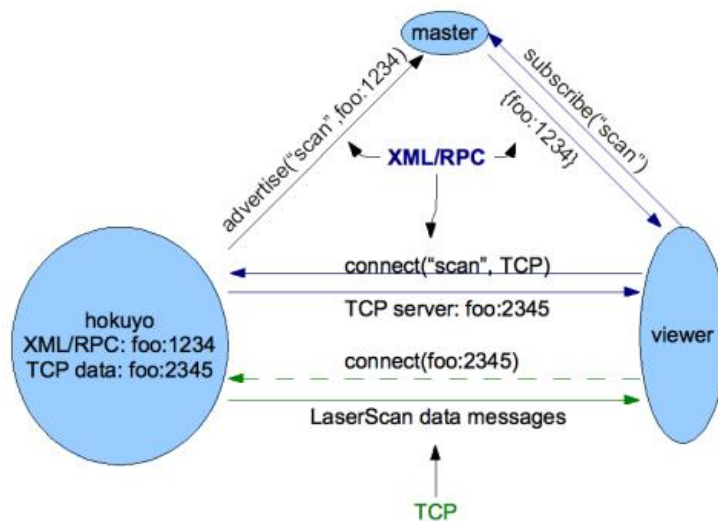 master
advertise("scan",foo:1234)
subscribe("scan")
{foo:1234}
XML/RPC
connect("scan", TCP)
TCP server: foo:2345
hokuyo
XML/RPC: foo:1234
TCP data: foo:2345
viewer
connect(foo:2345)
LaserScan data messages
TCP